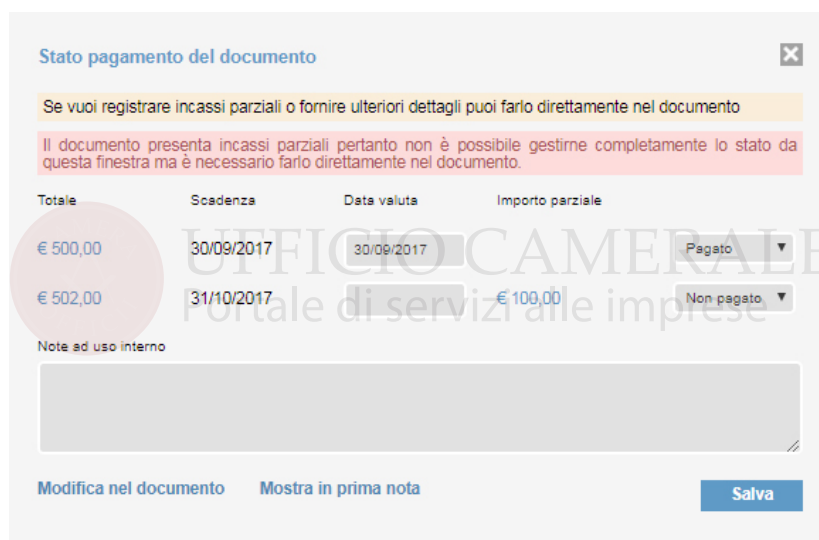 Stato pagamento del documento
Se vuoi registrare incassi parziali o fornire ulteriori dettagli puoi farlo direttamente nel documento
Il documento presenta incassi parziali pertanto non è possibile gestirne completamente lo stato da
questa finestra ma è necessario farlo direttamente nel documento.
Totale Scadenza Data valuta Importo parziale
€ 500,00 30/09/2017 30/09/2017 Pagato
UFFICIO CAMERALE
€ 502,00 31/10/2017 € 100,00 Non pagato
Portale di servizi alle imprese
Note ad uso interno
Modifica nel documento Mostra in prima nota Salva